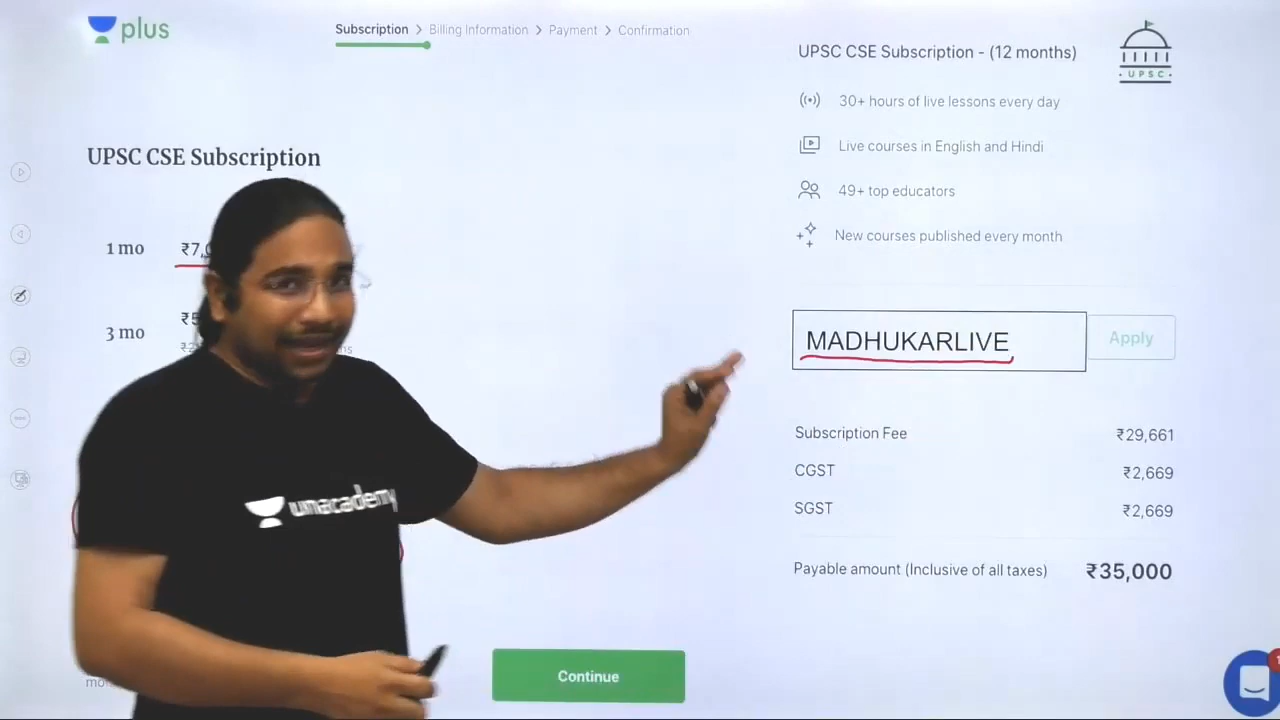 plus
Subscription > Billing Information > Payment > Confirmation
UPSC CSE Subscription - (12 months)
UPSC
30+ hours of live lessons every day
Live courses in English and Hindi
49+ top educators
New courses published every month
UPSC CSE Subscription
1 mo
3 mo
MADHUKARLIVE
Apply
Subscription Fee ₹29,661
CGST ₹2,669
SGST ₹2,669
Payable amount (Inclusive of all taxes) ₹35,000
unacademy
Continue